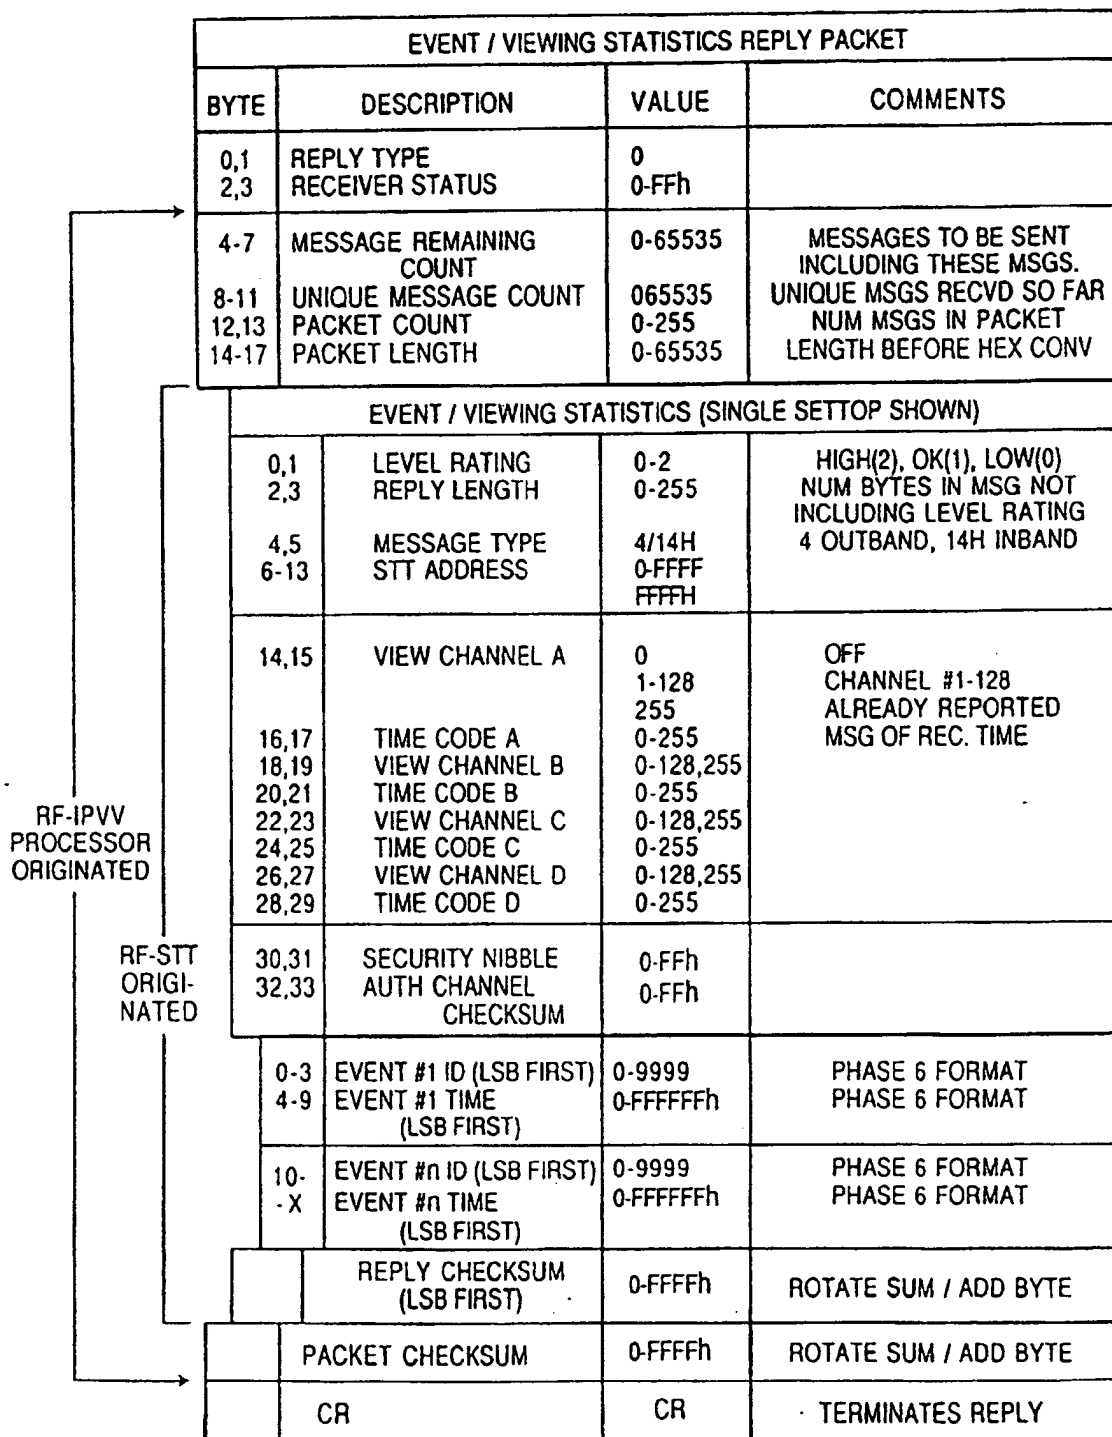 EVENT / VIEWING STATISTICS REPLY PACKET
BYTE DESCRIPTION VALUE COMMENTS
0,1 REPLY TYPE 0
2,3 RECEIVER STATUS 0-FFh
4-7 MESSAGE REMAINING 0-65535 MESSAGES TO BE SENT
COUNT INCLUDING THESE MSGS.
8-11 UNIQUE MESSAGE COUNT 065535 UNIQUE MSGS RECVD SO FAR
12,13 PACKET COUNT 0-255 NUM MSGS IN PACKET
14-17 PACKET LENGTH 0-65535 LENGTH BEFORE HEX CONV
EVENT / VIEWING STATISTICS (SINGLE SETTOP SHOWN)
0,1 LEVEL RATING 0-2 HIGH(2), OK(1), LOW(0)
2,3 REPLY LENGTH 0-255 NUM BYTES IN MSG NOT
INCLUDING LEVEL RATING
4,5 MESSAGE TYPE 4/14H 4 OUTBAND, 14H INBAND
6-13 STT ADDRESS 0-FFFF
FFFFH
14,15 VIEW CHANNEL A 0 OFF
1-128 CHANNEL #1-128
255 ALREADY REPORTED
16,17 TIME CODE A 0-255 MSG OF REC. TIME
18,19 VIEW CHANNEL B 0-128,255
20,21 TIME CODE B 0-255
22,23 VIEW CHANNEL C 0-128,255
24,25 TIME CODE C 0-255
26,27 VIEW CHANNEL D 0-128,255
28,29 TIME CODE D 0-255
RF-IPVV
PROCESSOR
ORIGINATED
30,31 SECURITY NIBBLE 0-FFh
32,33 AUTH CHANNEL 0-FFh
CHECKSUM
RF-STT
ORIGI-
NATED
0-3 EVENT #1 ID (LSB FIRST) 0-9999 PHASE 6 FORMAT
4-9 EVENT #1 TIME 0-FFFFFFh PHASE 6 FORMAT
(LSB FIRST)
10- EVENT #n ID (LSB FIRST) 0-9999 PHASE 6 FORMAT
-X EVENT #n TIME 0-FFFFFFh PHASE 6 FORMAT
(LSB FIRST)
REPLY CHECKSUM 0-FFFFh ROTATE SUM / ADD BYTE
(LSB FIRST)
PACKET CHECKSUM 0-FFFFh ROTATE SUM / ADD BYTE
CR CR TERMINATES REPLY